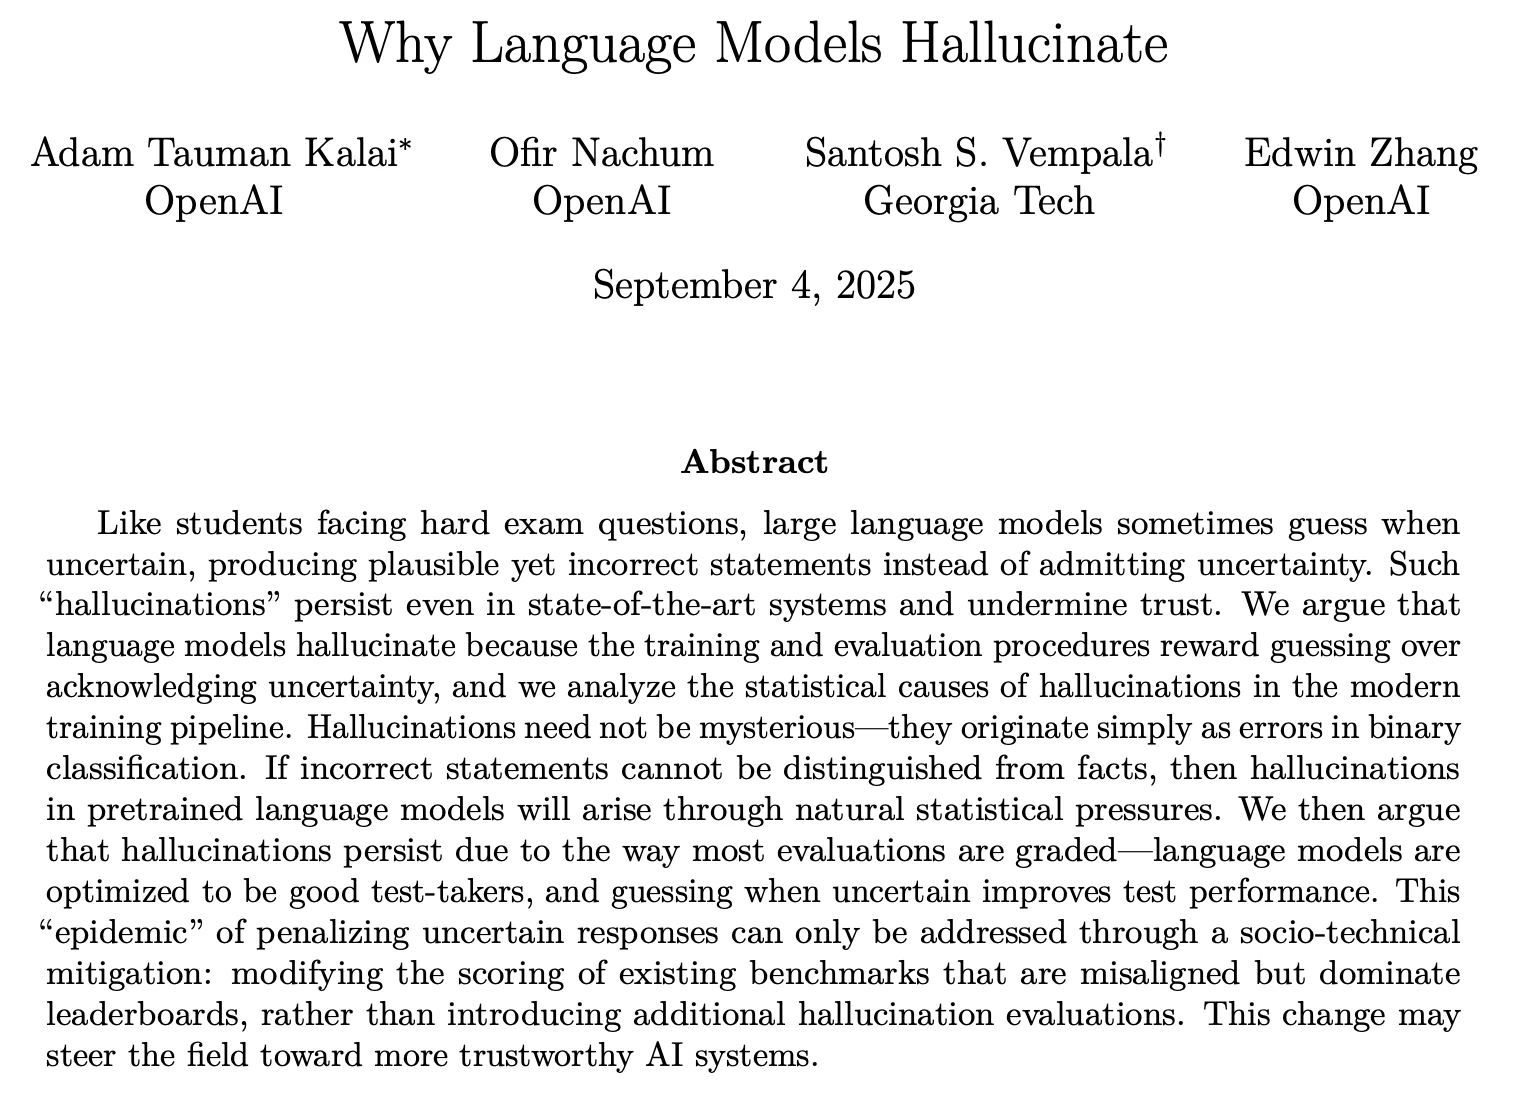 Why Language Models Hallucinate
Adam Tauman Kalai* Ofir Nachum Santosh S. Vempala† Edwin Zhang
OpenAI OpenAI Georgia Tech OpenAI
September 4, 2025
Abstract
Like students facing hard exam questions, large language models sometimes guess when
uncertain, producing plausible yet incorrect statements instead of admitting uncertainty. Such
“hallucinations” persist even in state-of-the-art systems and undermine trust. We argue that
language models hallucinate because the training and evaluation procedures reward guessing over
acknowledging uncertainty, and we analyze the statistical causes of hallucinations in the modern
training pipeline. Hallucinations need not be mysterious—they originate simply as errors in binary
classification. If incorrect statements cannot be distinguished from facts, then hallucinations
in pretrained language models will arise through natural statistical pressures. We then argue
that hallucinations persist due to the way most evaluations are graded—language models are
optimized to be good test-takers, and guessing when uncertain improves test performance. This
“epidemic” of penalizing uncertain responses can only be addressed through a socio-technical
mitigation: modifying the scoring of existing benchmarks that are misaligned but dominate
leaderboards, rather than introducing additional hallucination evaluations. This change may
steer the field toward more trustworthy AI systems.